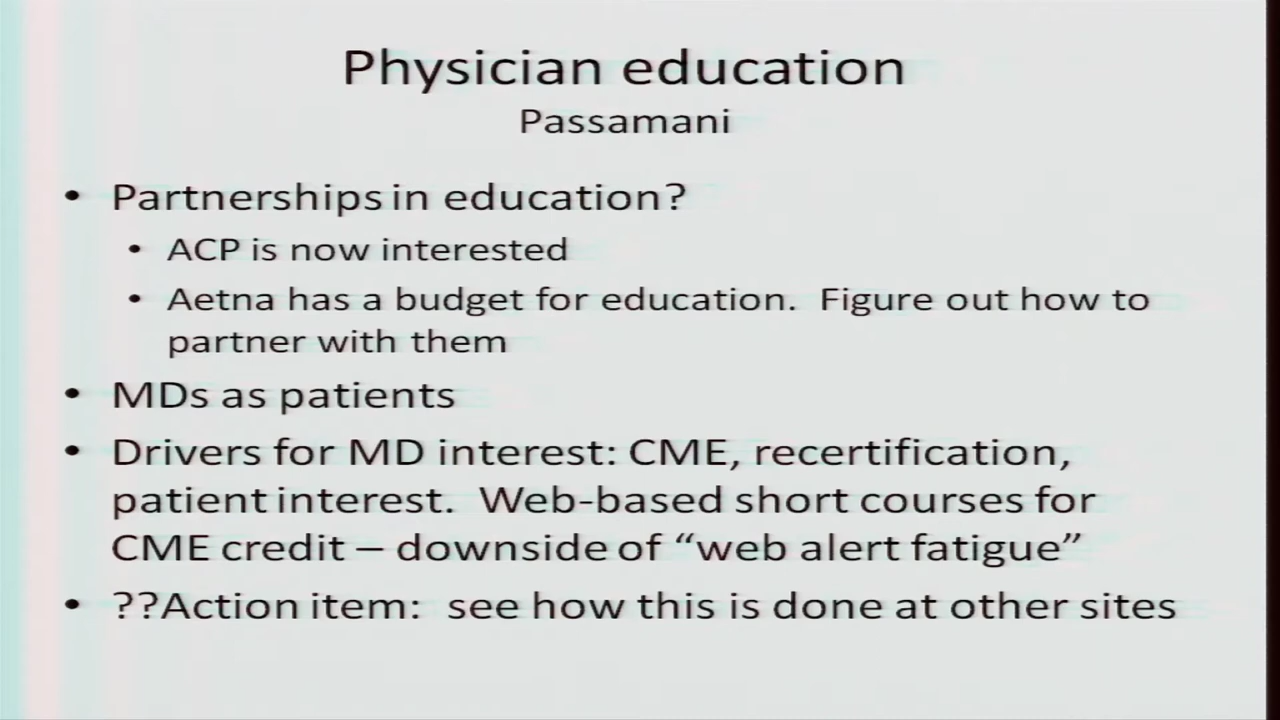 Physician education
Passamani
• Partnerships in education?
• ACP is now interested
• Aetna has a budget for education.  Figure out how to
partner with them
• MDs as patients
• Drivers for MD interest: CME, recertification,
patient interest.  Web-based short courses for
CME credit – downside of “web alert fatigue”
• ??Action item:  see how this is done at other sites